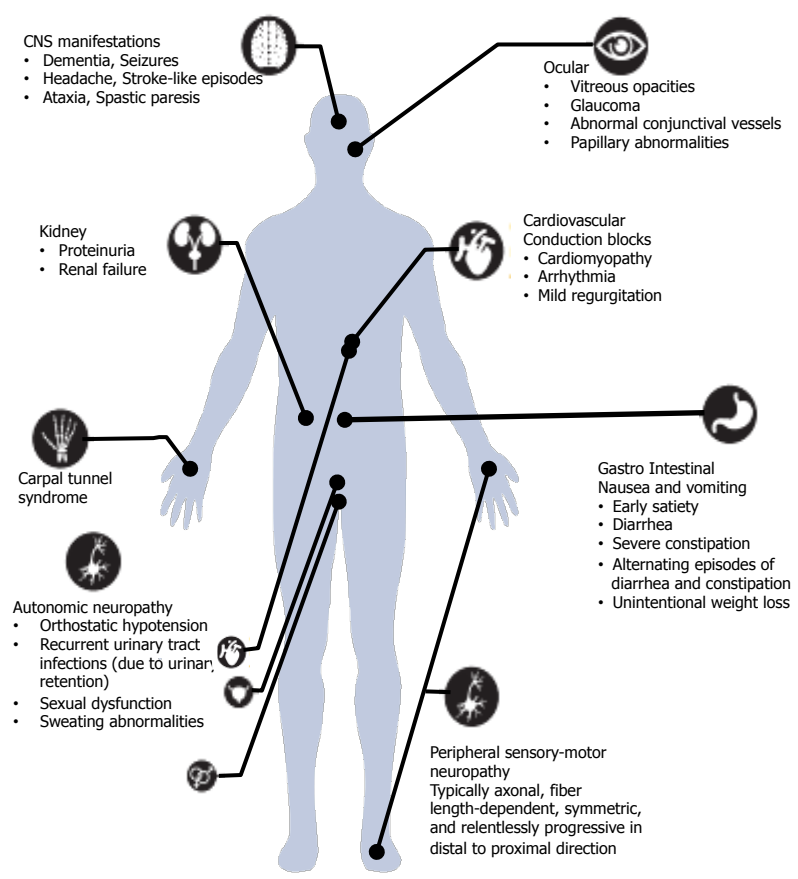 CNS manifestations
• Dementia, Seizures
• Headache, Stroke-like episodes
• Ataxia, Spastic paresis
Ocular
• Vitreous opacities
• Glaucoma
• Abnormal conjunctival vessels
• Papillary abnormalities
Kidney
• Proteinuria
• Renal failure
Cardiovascular
Conduction blocks
• Cardiomyopathy
• Arrhythmia
• Mild regurgitation
Carpal tunnel
syndrome
Gastro Intestinal
Nausea and vomiting
• Early satiety
• Diarrhea
• Severe constipation
• Alternating episodes of
diarrhea and constipation
• Unintentional weight loss
Autonomic neuropathy
• Orthostatic hypotension
• Recurrent urinary tract
infections (due to urinary
retention)
• Sexual dysfunction
• Sweating abnormalities
Peripheral sensory-motor
neuropathy
Typically axonal, fiber
length-dependent, symmetric,
and relentlessly progressive in
distal to proximal direction